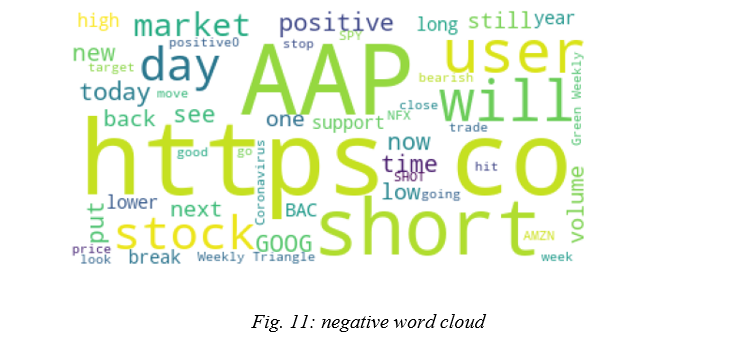 high market positive long still year
new positive0 stop SPY
target day AAP user
bearish
today move will Green Weekly
back see one support NFX close
trade
https co
good go Coronavirus now
time hit
SHOT
lower low going volume
put next BAC
stock GOOG short AMZN
price
look break Weekly Triangle week
Fig. 11: negative word cloud